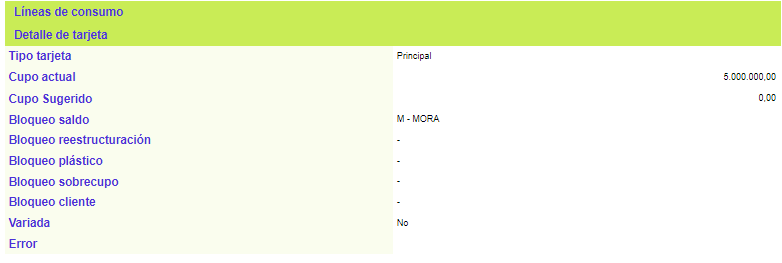 Líneas de consumo
Detalle de tarjeta
Tipo tarjeta Principal
Cupo actual 5.000.000,00
Cupo Sugerido 0,00
Bloqueo saldo M - MORA
Bloqueo reestructuración -
Bloqueo plástico -
Bloqueo sobrecupo -
Bloqueo cliente -
Variada No
Error